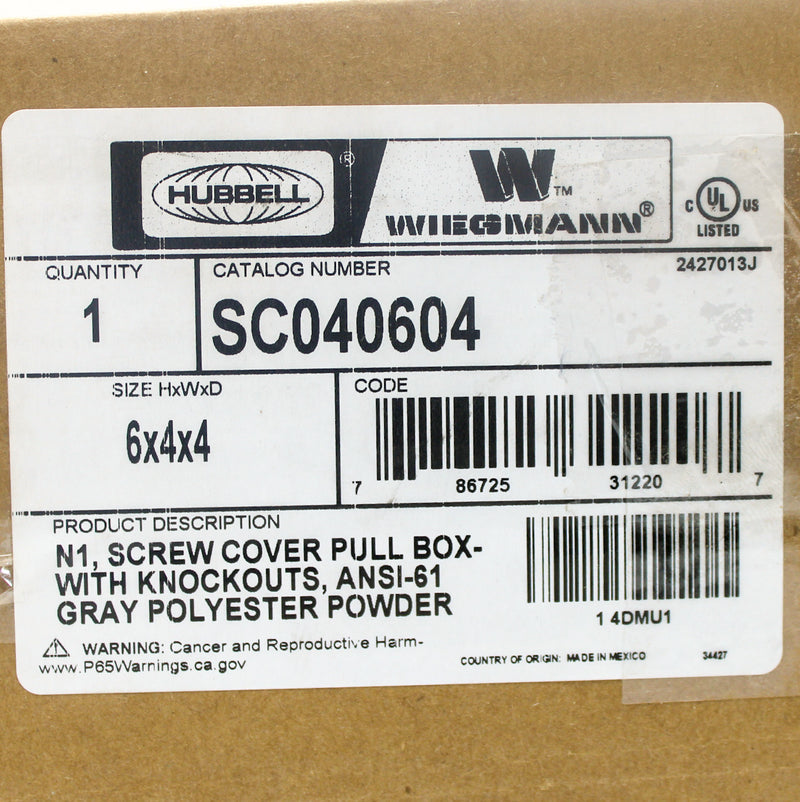 HUBBELL ®
W ™
WIEGMANN ®
C UL US
LISTED
QUANTITY
CATALOG NUMBER
2427013J
1
SC040604
SIZE HxWxD
CODE
6x4x4
7 86725 31220 7
PRODUCT DESCRIPTION
N1, SCREW COVER PULL BOX-
WITH KNOCKOUTS, ANSI-61
GRAY POLYESTER POWDER
1 4DMU1
WARNING: Cancer and Reproductive Harm-
www.P65Warnings.ca.gov
COUNTRY OF ORIGIN: MADE IN MEXICO
34427